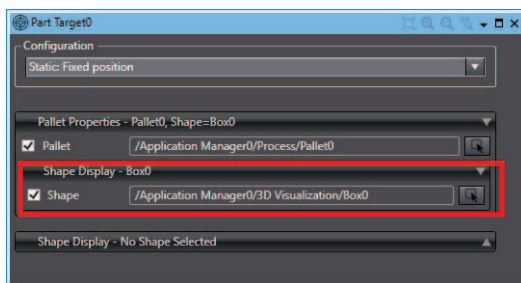 Part Target0
Configuration
Static: Fixed position
Pallet Properties - Pallet0, Shape=Box0
Pallet
/Application Manager0/Process/Pallet0
Shape Display - Box0
Shape
/Application Manager0/3D Visualization/Box0
Shape Display - No Shape Selected